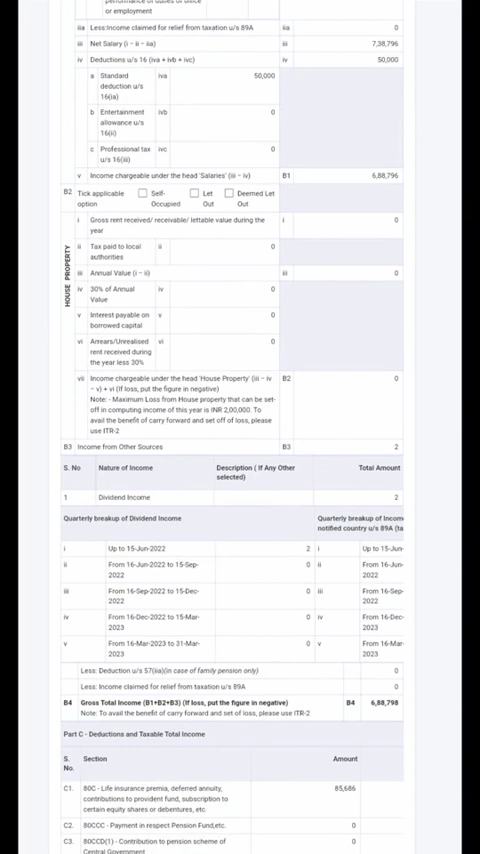 performance of duties of office
or employment
iia Less:Income claimed for relief from taxation u/s 89A iia 0
iii Net Salary (i − ii − iia) iii 7,38,796
iv Deductions u/s 16 (iva + ivb + ivc) iv 50,000
a Standard iva 50,000
deduction u/s
16(ia)
b Entertainment ivb 0
allowance u/s
16(ii)
c Professional tax ivc 0
u/s 16(iii)
v Income chargeable under the head 'Salaries' (iii − iv) B1 6,88,796
B2 Tick applicable Self- Let Deemed Let
option Occupied Out Out
HOUSE PROPERTY
i Gross rent received/ receivable/ lettable value during the i 0
year
ii Tax paid to local ii 0
authorities
iii Annual Value (i − ii) iii 0
iv 30% of Annual iv 0
Value
v Interest payable on v 0
borrowed capital
vi Arrears/Unrealised vi 0
rent received during
the year less 30%
vii Income chargeable under the head 'House Property' (iii − iv B2 0
− v) + vi (If loss, put the figure in negative)
Note: - Maximum Loss from House property that can be set-
off in computing income of this year is INR 2,00,000. To
avail the benefit of carry forward and set off of loss, please
use ITR-2
B3 Income from Other Sources B3 2
S. No Nature of Income Description ( If Any Other Total Amount
selected)
1 Dividend Income 2
Quarterly breakup of Dividend Income Quarterly breakup of Incom
notified country u/s 89A (ta
i Up to 15-Jun-2022 2 i Up to 15-Jun-
ii From 16-Jun-2022 to 15-Sep- 0 ii From 16-Jun-
2022 2022
iii From 16-Sep-2022 to 15-Dec- 0 iii From 16-Sep-
2022 2022
iv From 16-Dec-2022 to 15-Mar- 0 iv From 16-Dec-
2023 2023
v From 16-Mar-2023 to 31-Mar- 0 v From 16-Mar-
2023 2023
Less: Deduction u/s 57(iia)(in case of family pension only) 0
Less: Income claimed for relief from taxation u/s 89A 0
B4 Gross Total Income (B1+B2+B3) (If loss, put the figure in negative) B4 6,88,798
Note: To avail the benefit of carry forward and set of loss, please use ITR-2
Part C - Deductions and Taxable Total Income
S. Section Amount
No.
C1. 80C - Life insurance premia, deferred annuity, 85,686
contributions to provident fund, subscription to
certain equity shares or debentures, etc.
C2. 80CCC - Payment in respect Pension Fund,etc. 0
C3. 80CCD(1) - Contribution to pension scheme of 0
Central Government